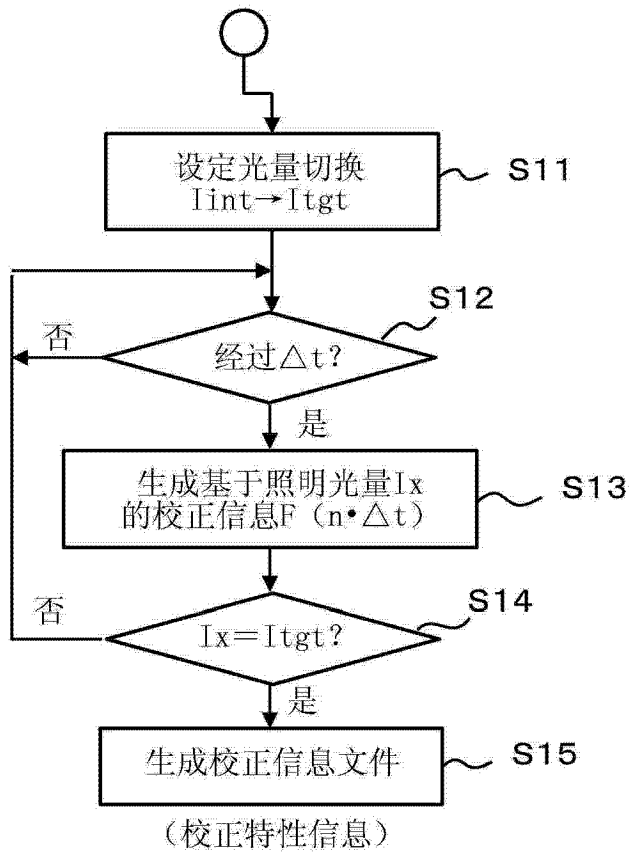 设定光量切换
Iint→Itgt
S11
S12
否
经过△t?
是
生成基于照明光量Ix
的校正信息F（n•△t）
S13
否
S14
Ix＝Itgt?
是
生成校正信息文件
S15
（校正特性信息）